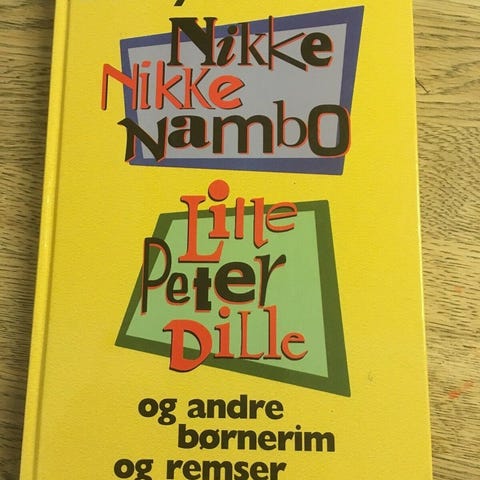 Nikke
Nikke
Nambo
Lille
Peter
Dille
og andre
børnerim
og remser